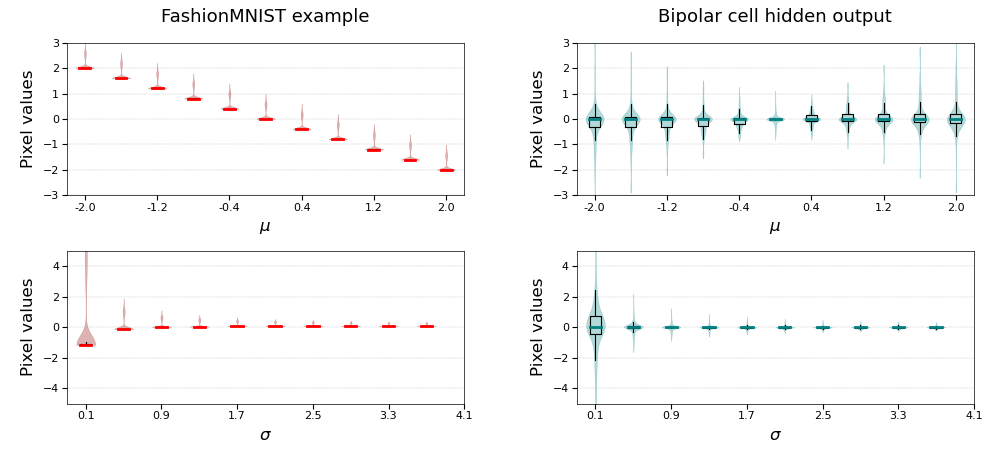 FashionMNIST example
Bipolar cell hidden output
Pixel values
3
2
1
0
−1
−2
−3
-2.0 -1.2 -0.4 0.4 1.2 2.0
μ
Pixel values
3
2
1
0
−1
−2
−3
-2.0 -1.2 -0.4 0.4 1.2 2.0
μ
Pixel values
4
2
0
−2
−4
0.1 0.9 1.7 2.5 3.3 4.1
σ
Pixel values
4
2
0
−2
−4
0.1 0.9 1.7 2.5 3.3 4.1
σ